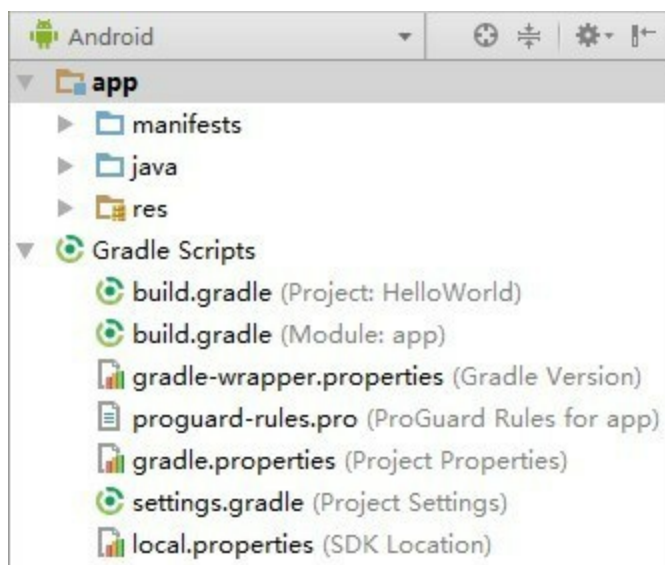 Android
app
manifests
java
res
Gradle Scripts
build.gradle (Project: HelloWorld)
build.gradle (Module: app)
gradle-wrapper.properties (Gradle Version)
proguard-rules.pro (ProGuard Rules for app)
gradle.properties (Project Properties)
settings.gradle (Project Settings)
local.properties (SDK Location)